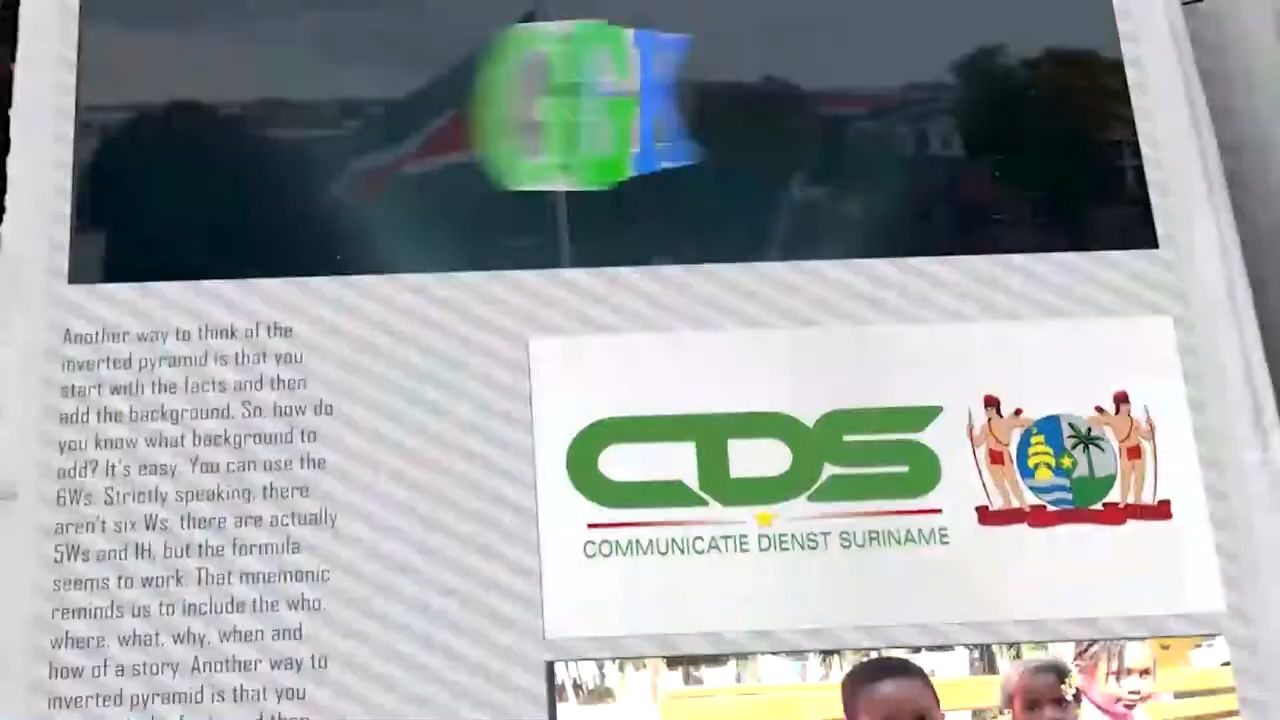 Another way to think of the
inverted pyramid is that you
start with the facts and then
add the background. So, how do
you know what background to
add? It's easy. You can use the
6Ws. Strictly speaking, there
aren't six Ws, there are actually
5Ws and 1H, but the formula
seems to work. That mnemonic
reminds us to include the who,
where, what, why, when and
how of a story. Another way to
inverted pyramid is that you
CDS
COMMUNICATIE DIENST SURINAME